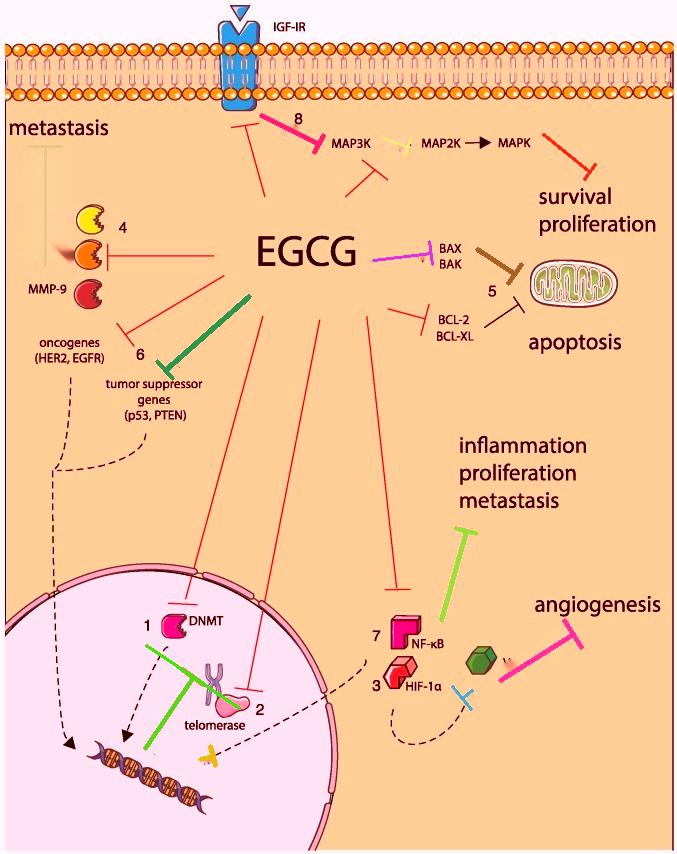 IGF-IR
metastasis
8
MAP3K
MAP2K
MAPK
survival
proliferation
4
EGCG
BAX
BAK
MMP-9
5
BCL-2
BCL-XL
apoptosis
oncogenes
(HER2, EGFR)
6
tumor suppressor
genes
(p53, PTEN)
inflammation
proliferation
metastasis
angiogenesis
1
DNMT
7
NF-κB
3
HIF-1α
2
telomerase